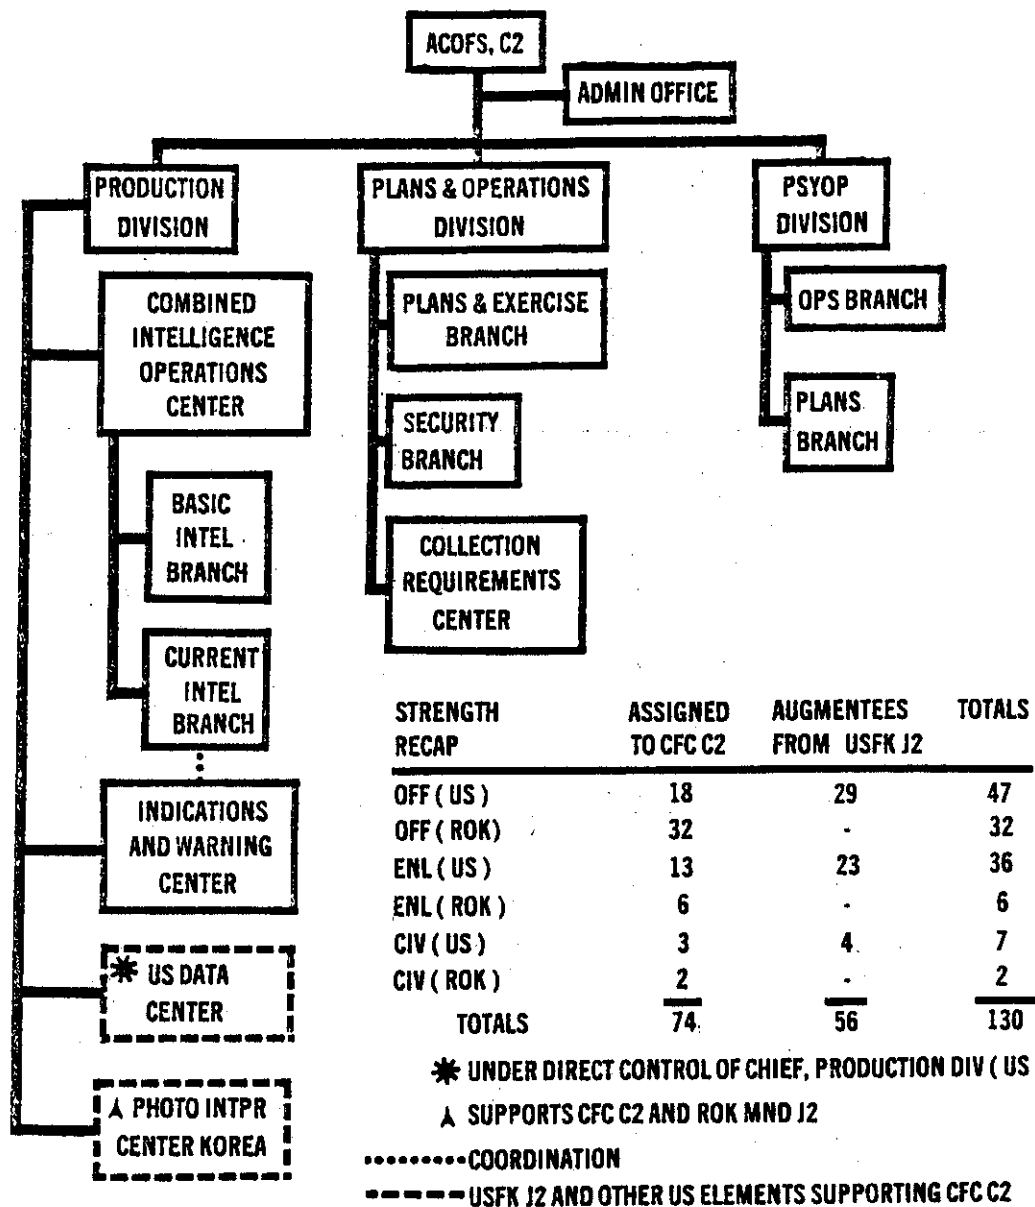 ACOFS, C2
ADMIN OFFICE
PRODUCTION
DIVISION
PLANS & OPERATIONS
DIVISION
PSYOP
DIVISION
COMBINED
INTELLIGENCE
OPERATIONS
CENTER
PLANS & EXERCISE
BRANCH
OPS BRANCH
SECURITY
BRANCH
PLANS
BRANCH
BASIC
INTEL
BRANCH
COLLECTION
REQUIREMENTS
CENTER
CURRENT
INTEL
BRANCH
INDICATIONS
AND WARNING
CENTER
✷ US DATA
CENTER
⅄ PHOTO INTPR
CENTER KOREA
STRENGTH ASSIGNED AUGMENTEES TOTALS
RECAP TO CFC C2 FROM USFK J2
OFF ( US ) 18 29 47
OFF ( ROK) 32 - 32
ENL ( US ) 13 23 36
ENL ( ROK ) 6 - 6
CIV ( US ) 3 4 7
CIV ( ROK ) 2 - 2
TOTALS 74 56 130
✷ UNDER DIRECT CONTROL OF CHIEF, PRODUCTION DIV ( US
⅄ SUPPORTS CFC C2 AND ROK MND J2
COORDINATION
USFK J2 AND OTHER US ELEMENTS SUPPORTING CFC C2